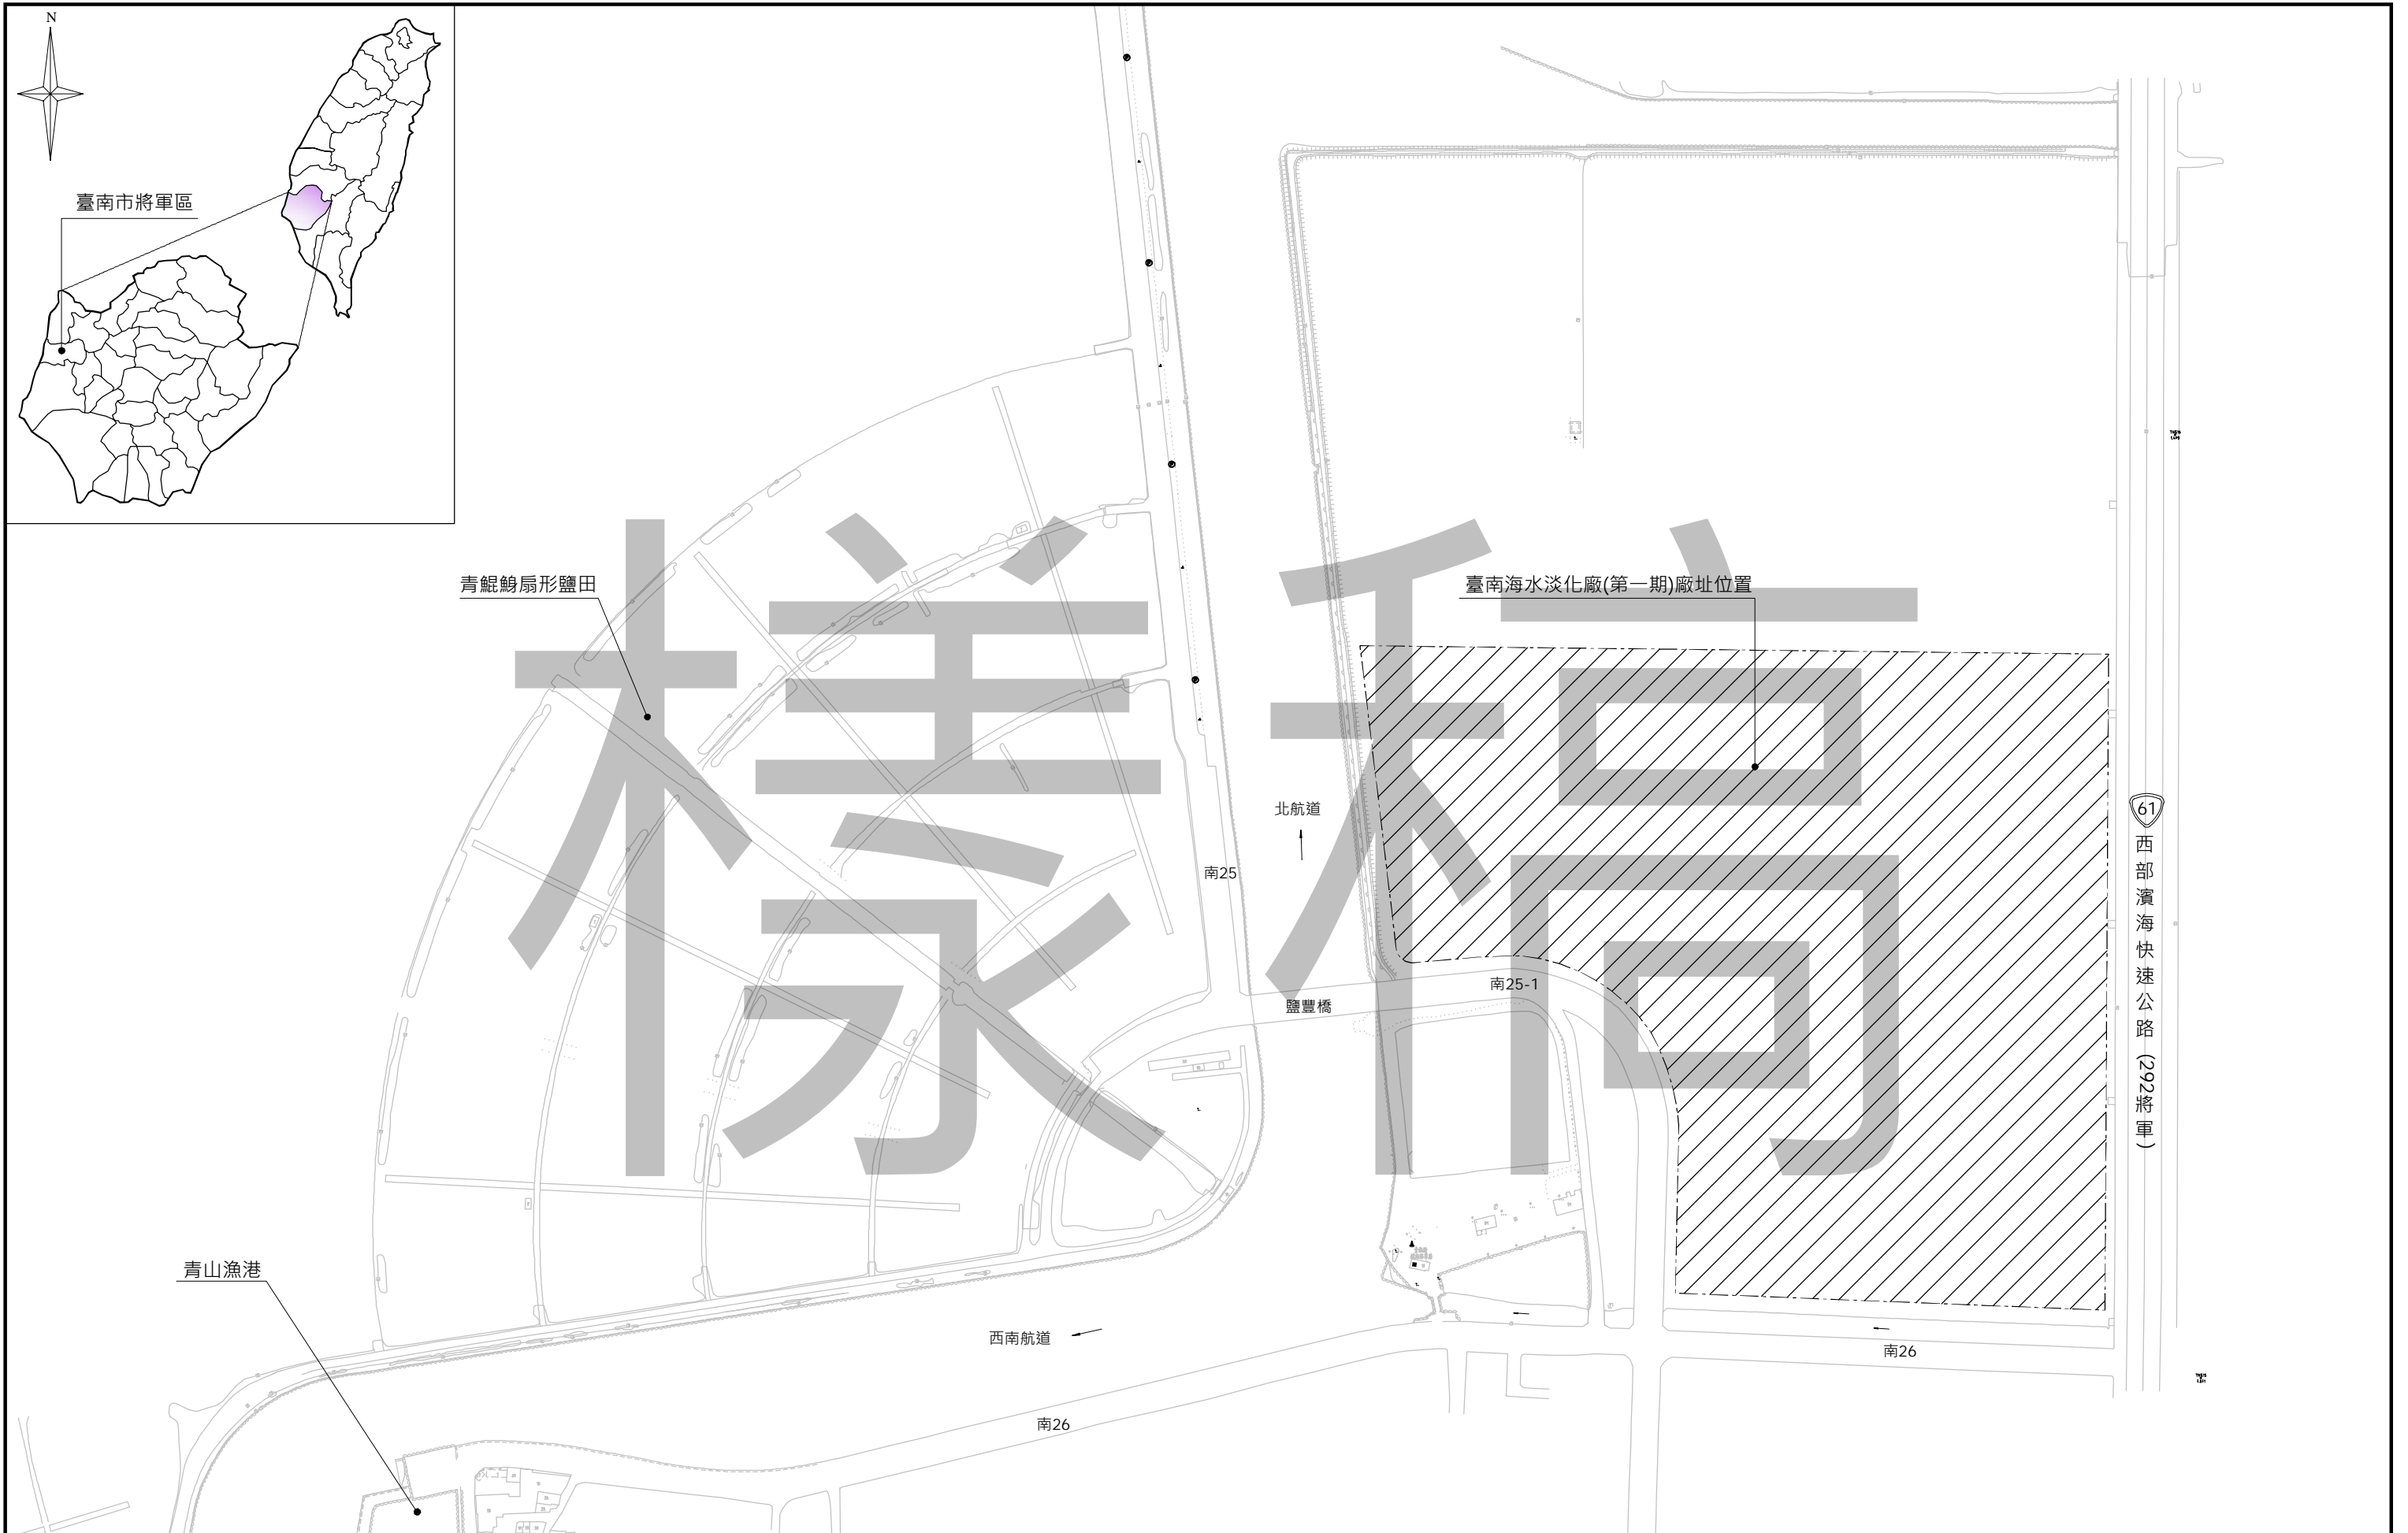 N
臺南市將軍區
青鯤鯓扇形鹽田
臺南海水淡化廠(第一期)廠址位置
樣稿
北航道
南25
61
西部濱海快速公路(292將軍)
南25-1
鹽豐橋
青山漁港
西南航道
南26
南26